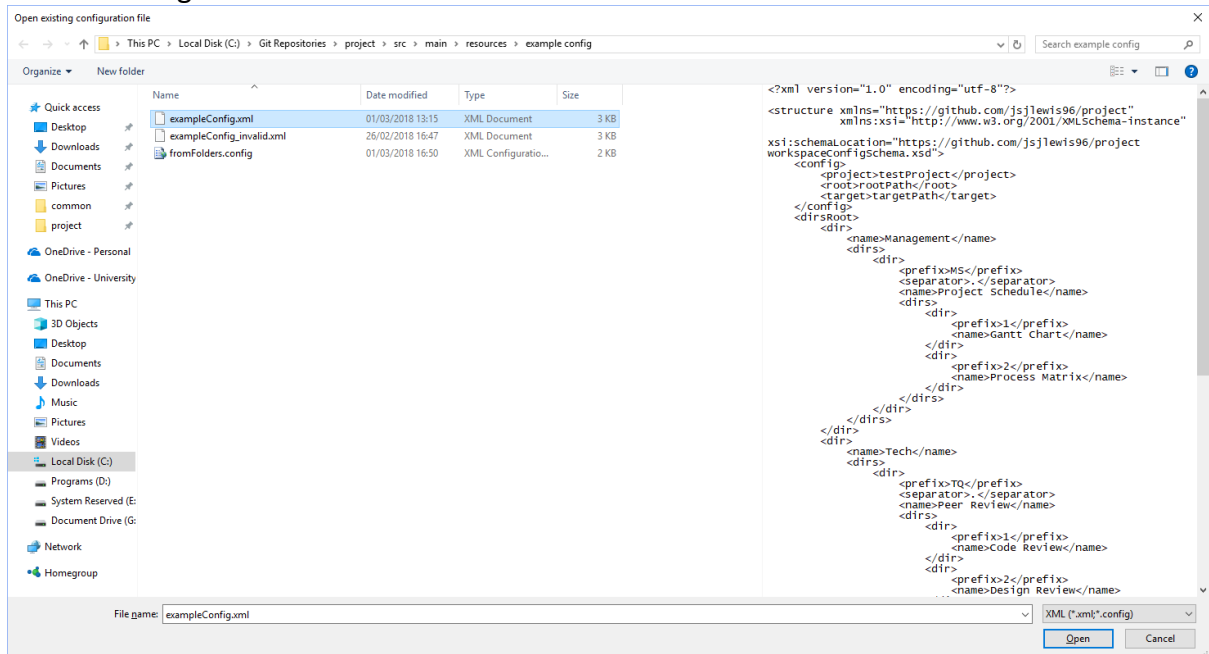 Open existing configuration file
This PC > Local Disk (C:) > Git Repositories > project > src > main > resources > example config
Search example config
Organize
New folder
Quick access
Desktop
Downloads
Documents
Pictures
common
project
OneDrive - Personal
OneDrive - University
This PC
3D Objects
Desktop
Documents
Downloads
Music
Pictures
Videos
Local Disk (C:)
Programs (D:)
System Reserved (E:
Document Drive (G:
Network
Homegroup
Name Date modified Type Size
exampleConfig.xml 01/03/2018 13:15 XML Document 3 KB
exampleConfig_invalid.xml 26/02/2018 16:47 XML Document 3 KB
fromFolders.config 01/03/2018 16:50 XML Configuratio... 2 KB
<?xml version="1.0" encoding="utf-8"?>
<structure xmlns="https://github.com/jsjlewis96/project"
xmlns:xsi="http://www.w3.org/2001/XMLSchema-instance"
xsi:schemaLocation="https://github.com/jsjlewis96/project
workspaceConfigSchema.xsd">
<config>
<project>testProject</project>
<root>rootPath</root>
<target>targetPath</target>
</config>
<dirsRoot>
<dir>
<name>Management</name>
<dirs>
<dir>
<prefix>MS</prefix>
<separator>.</separator>
<name>Project Schedule</name>
<dirs>
<dir>
<prefix>1</prefix>
<name>Gantt Chart</name>
</dir>
<dir>
<prefix>2</prefix>
<name>Process Matrix</name>
</dir>
</dirs>
</dir>
</dirs>
</dir>
<dir>
<name>Tech</name>
<dirs>
<dir>
<prefix>TQ</prefix>
<separator>.</separator>
<name>Peer Review</name>
<dirs>
<dir>
<prefix>1</prefix>
<name>Code Review</name>
</dir>
<dir>
<prefix>2</prefix>
<name>Design Review</name>
File name: exampleConfig.xml
XML (*.xml;*.config)
Open Cancel